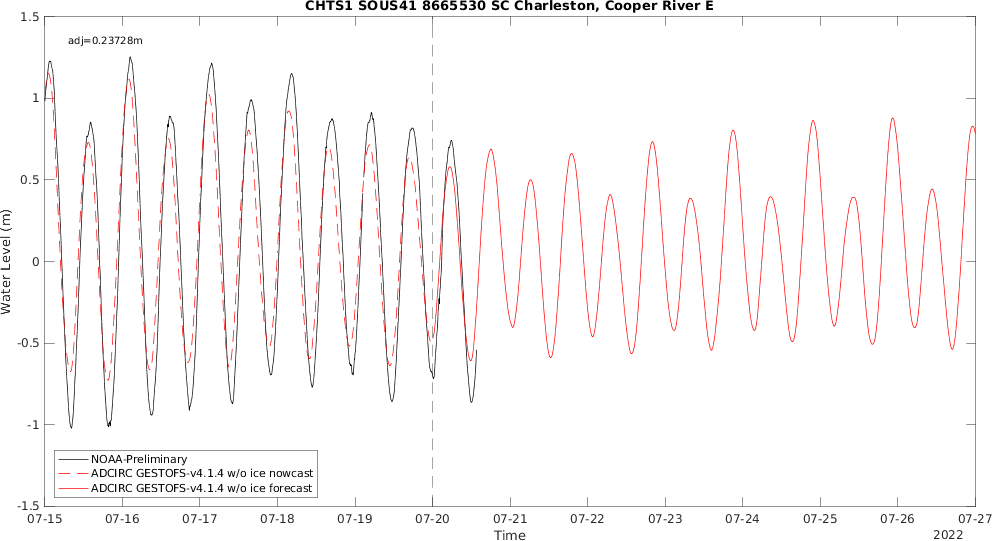 CHTS1 SOUS41 8665530 SC Charleston, Cooper River E
adj=0.23728m
1.5
1
0.5
0
-0.5
-1
-1.5
Water Level (m)
NOAA-Preliminary
ADCIRC GESTOFS-v4.1.4 w/o ice nowcast
ADCIRC GESTOFS-v4.1.4 w/o ice forecast
07-15 07-16 07-17 07-18 07-19 07-20 07-21 07-22 07-23 07-24 07-25 07-26 07-27
Time
2022